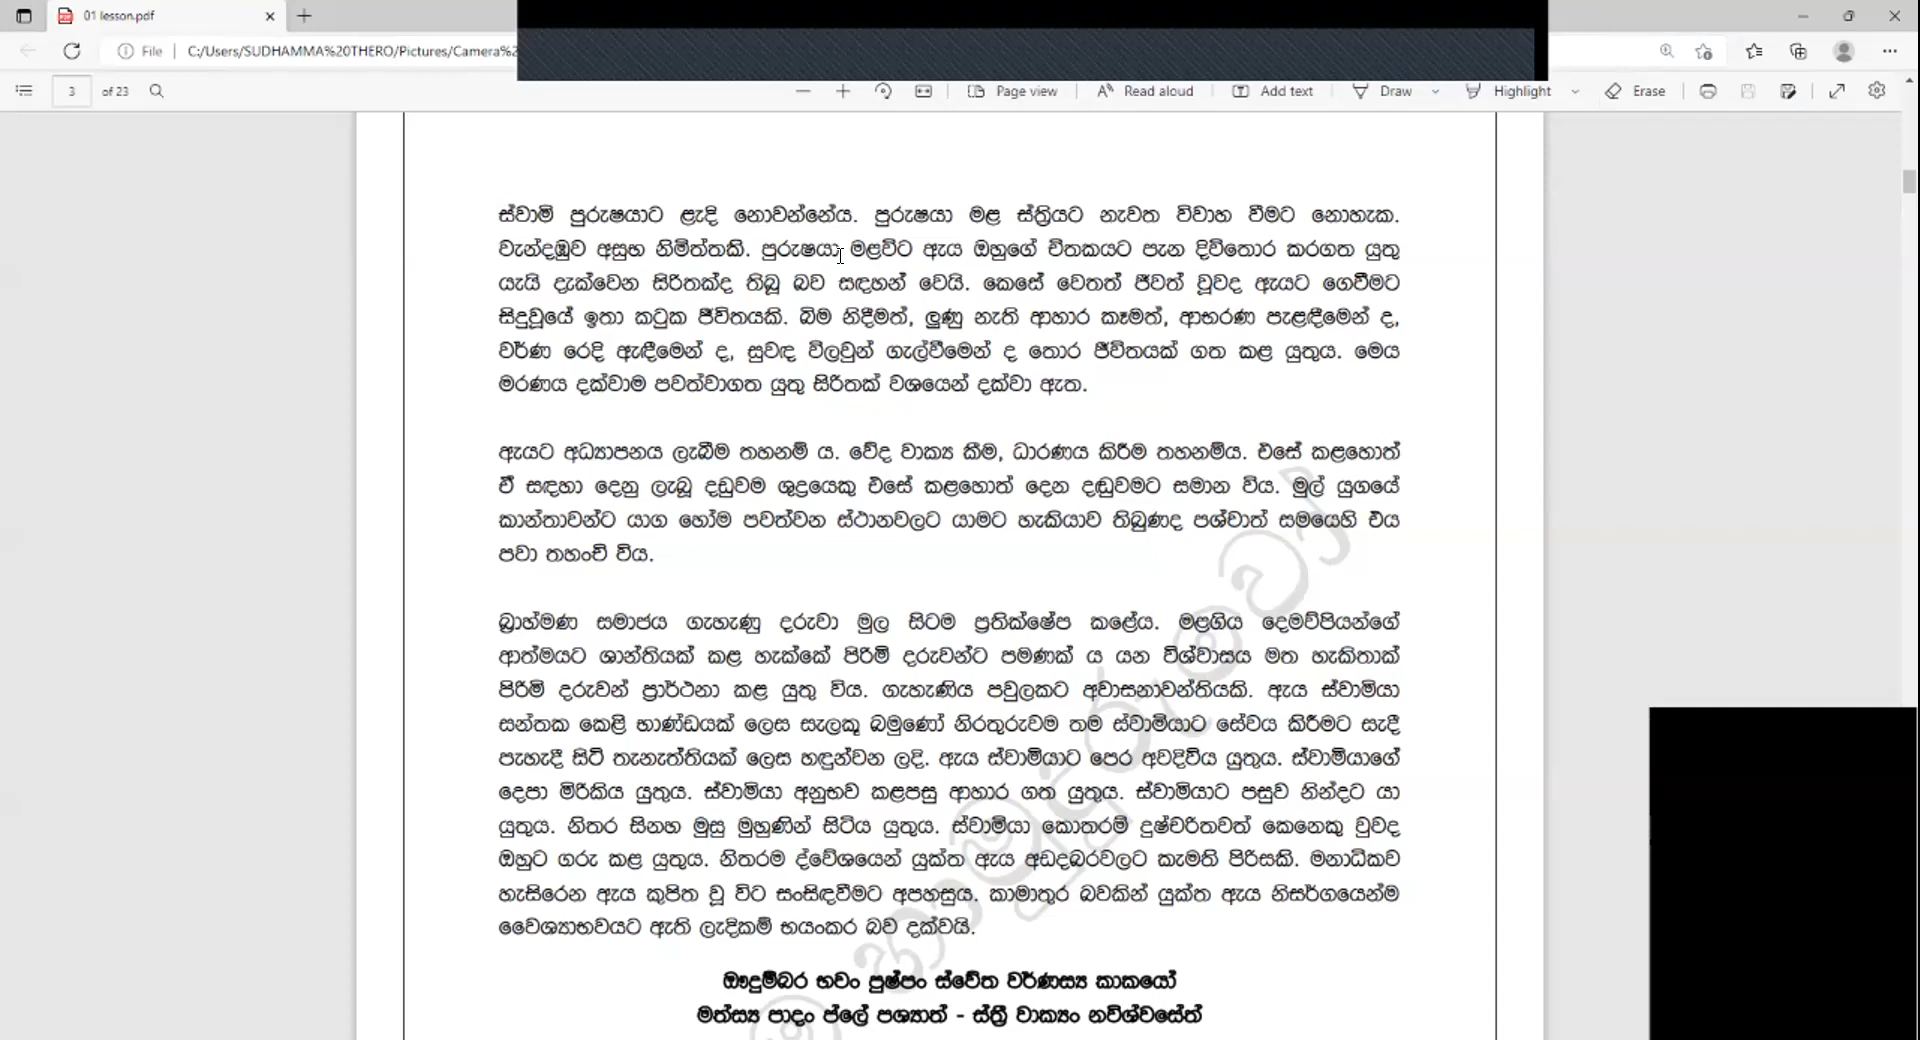 01 lesson.pdf
File C:/Users/SUDHAMMA%20THERO/Pictures/Camera%2
3 of 23 Page view Read aloud Add text Draw Highlight Erase
ස්වාමි පුරුෂයාට ළැදි නොවන්නේය. පුරුෂයා මළ ස්ත්‍රියට නැවත විවාහ වීමට නොහැක.
වැන්දඹුව අසුභ නිමිත්තකි. පුරුෂයා මළවිට ඇය ඔහුගේ චිතකයට පැන දිවිතොර කරගත යුතු
යැයි දැක්වෙන සිරිතක්ද තිබූ බව සඳහන් වෙයි. කෙසේ වෙතත් ජීවත් වූවද ඇයට ගෙවීමට
සිදුවූයේ ඉතා කටුක ජීවිතයකි. බිම නිදීමත්, ලුණු නැති ආහාර කෑමත්, ආභරණ පැළඳීමෙන් ද,
වර්ණ රෙදි ඇඳීමෙන් ද, සුවඳ විලවුන් ගැල්වීමෙන් ද තොර ජීවිතයක් ගත කළ යුතුය. මෙය
මරණය දක්වාම පවත්වාගත යුතු සිරිතක් වශයෙන් දක්වා ඇත.
ඇයට අධ්‍යාපනය ලැබීම තහනම් ය. වේද වාක්‍ය කීම, ධාරණය කිරීම තහනම්ය. එසේ කළහොත්
ඒ සඳහා දෙනු ලැබූ දඩුවම ශුද්‍රයෙකු එසේ කළහොත් දෙන දඬුවමට සමාන විය. මුල් යුගයේ
කාන්තාවන්ට යාග හෝම පවත්වන ස්ථානවලට යාමට හැකියාව තිබුණද පශ්චාත් සමයෙහි එය
පවා තහංචි විය.
බ්‍රාහ්මණ සමාජය ගැහැණු දරුවා මුල සිටම ප්‍රතික්ෂේප කළේය. මළගිය දෙමව්පියන්ගේ
ආත්මයට ශාන්තියක් කළ හැක්කේ පිරිමි දරුවන්ට පමණක් ය යන විශ්වාසය මත හැකිතාක්
පිරිමි දරුවන් ප්‍රාර්ථනා කළ යුතු විය. ගැහැණිය පවුලකට අවාසනාවන්තියකි. ඇය ස්වාමියා
සන්තක කෙළි භාණ්ඩයක් ලෙස සැලකූ බමුණෝ නිරතුරුවම තම ස්වාමියාට සේවය කිරීමට සැදී
පැහැදී සිටි තැනැත්තියක් ලෙස හඳුන්වන ලදි. ඇය ස්වාමියාට පෙර අවදිවිය යුතුය. ස්වාමියාගේ
දෙපා මිරිකිය යුතුය. ස්වාමියා අනුභව කළපසු ආහාර ගත යුතුය. ස්වාමියාට පසුව නින්දට යා
යුතුය. නිතර සිනහ මුසු මුහුණින් සිටිය යුතුය. ස්වාමියා කොතරම් දුෂ්චරිතවත් කෙනෙකු වුවද
ඔහුට ගරු කළ යුතුය. නිතරම ද්වේශයෙන් යුක්ත ඇය අඩදබරවලට කැමති පිරිසකි. මනාධිකව
හැසිරෙන ඇය කුපිත වූ විට සංසිඳවීමට අපහසුය. කාමාතුර බවකින් යුක්ත ඇය නිසර්ගයෙන්ම
වෛශ්‍යාභවයට ඇති ලැදිකම් භයංකර බව දක්වයි.
ඖදුම්බර භවං පුෂ්පං ස්වේත වර්ණස්‍ය කාකයෝ
මත්ස්‍ය පාදං ප්ලේ පශ්‍යාත් - ස්ත්‍රී වාක්‍යං නවිශ්වසේත්
හාමුදුරුවෝ